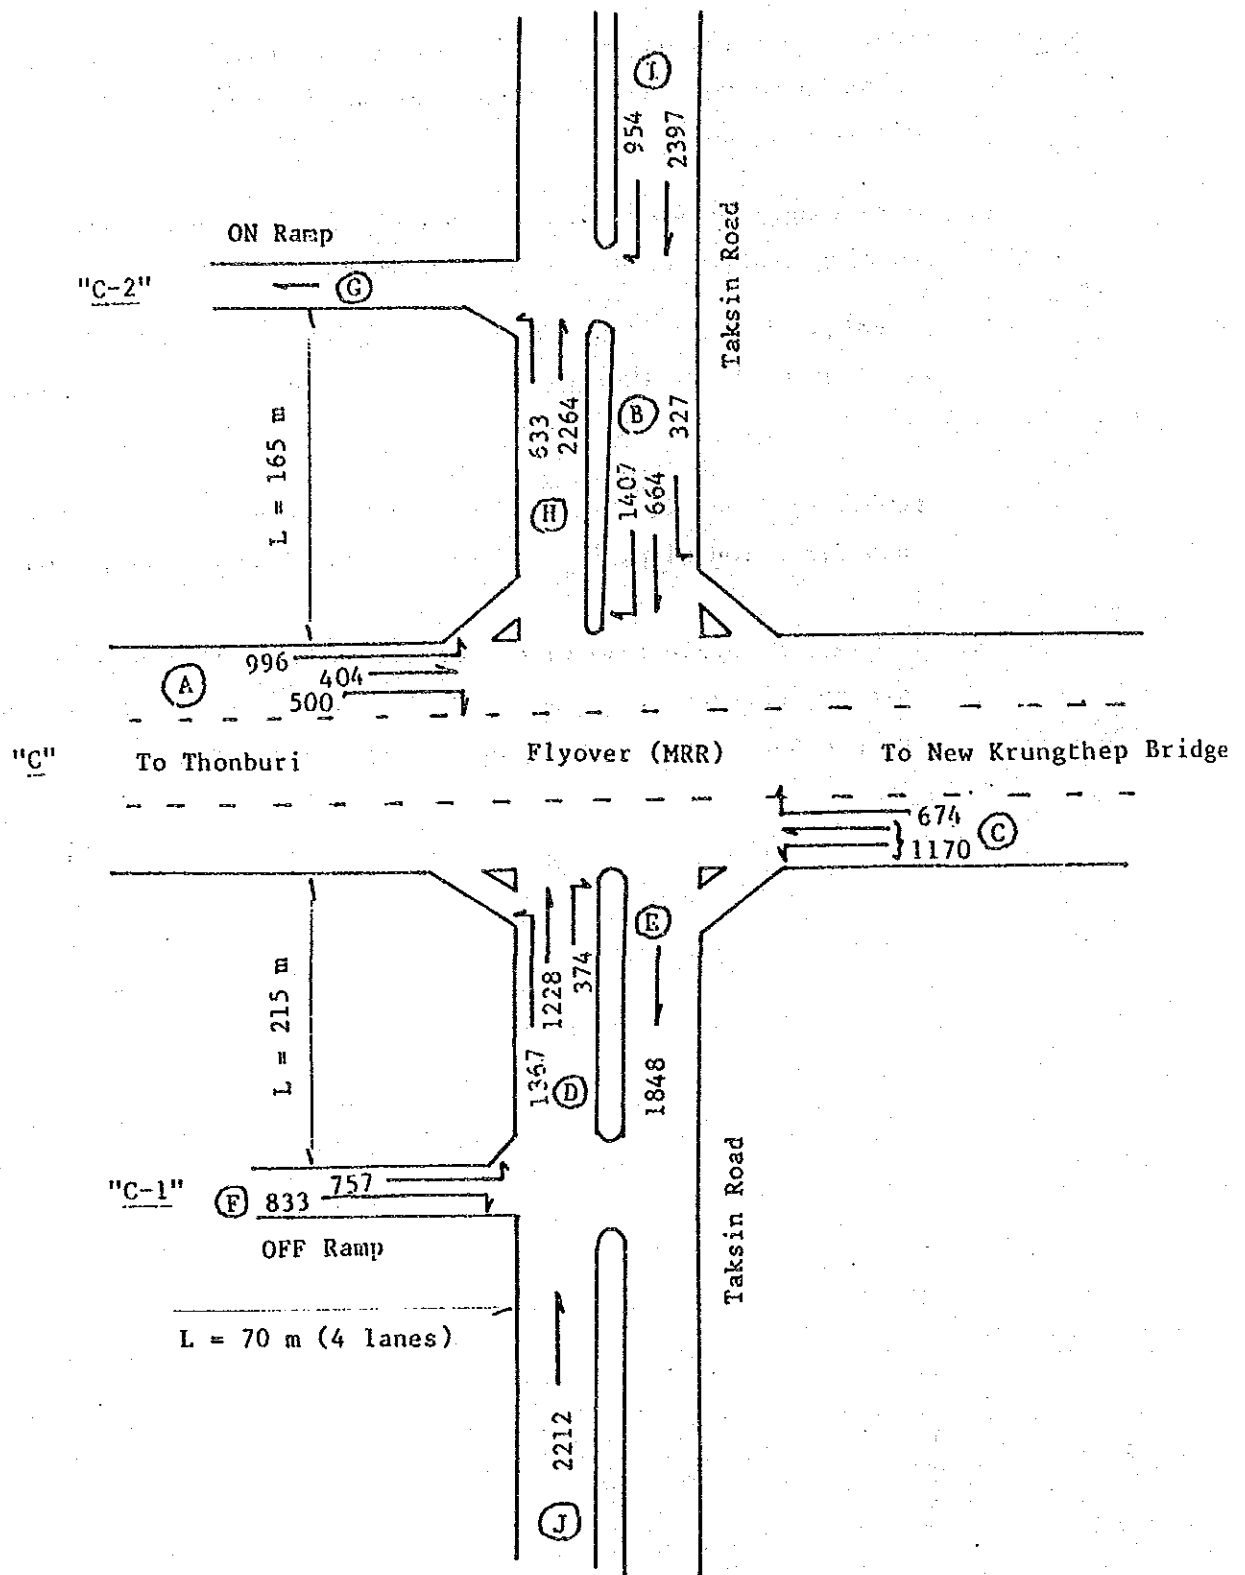 I
954
2397
Taksin Road
ON Ramp
"C-2"
G
L = 165 m
633
2264
H
B
1407
664
327
A
996
404
500
"C"
To Thonburi
Flyover (MRR)
To New Krungthep Bridge
674
1170
C
L = 215 m
1367
1228
374
D
E
1848
"C-1"
F
757
833
OFF Ramp
Taksin Road
L = 70 m (4 lanes)
2212
J